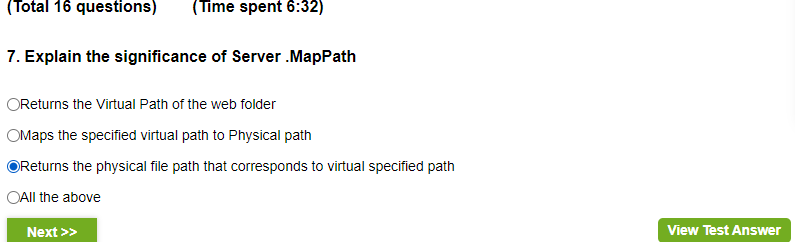 (Total 16 questions) (Time spent 6:32)
7. Explain the significance of Server .MapPath
Returns the Virtual Path of the web folder
Maps the specified virtual path to Physical path
Returns the physical file path that corresponds to virtual specified path
All the above
Next >> View Test Answer